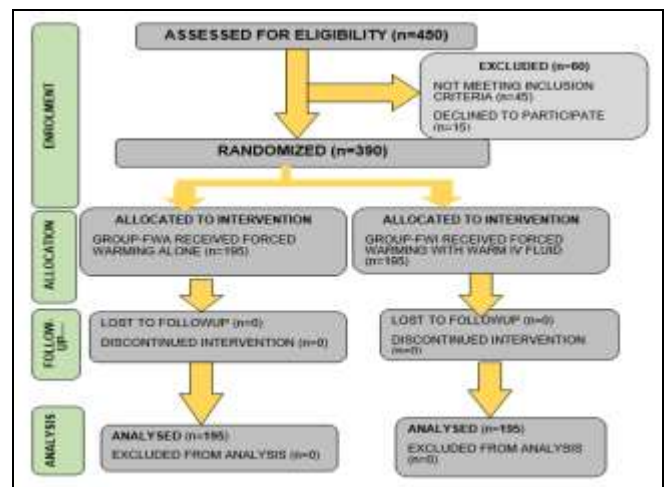 ENROLMENT
ASSESSED FOR ELIGIBILITY (n=450)
EXCLUDED (n=60)
NOT MEETING INCLUSION
CRITERIA (n=45)
DECLINED TO PARTICIPATE
(n=15)
RANDOMIZED (n=390)
ALLOCATION
ALLOCATED TO INTERVENTION
GROUP-FWA RECEIVED FORCED
WARMING ALONE (n=195)
ALLOCATED TO INTERVENTION
GROUP-FWI RECEIVED FORCED
WARMING WITH WARM IV FLUID
(n=195)
FOLLOW-
UP
LOST TO FOLLOWUP (n=0)
DISCONTINUED INTERVENTION (n=0)
LOST TO FOLLOWUP (n=0)
DISCONTINUED INTERVENTION
(n=0)
ANALYSIS
ANALYSED (n=195)
EXCLUDED FROM ANALYSIS (n=0)
ANALYSED (n=195)
EXCLUDED FROM ANALYSIS
(n=0)